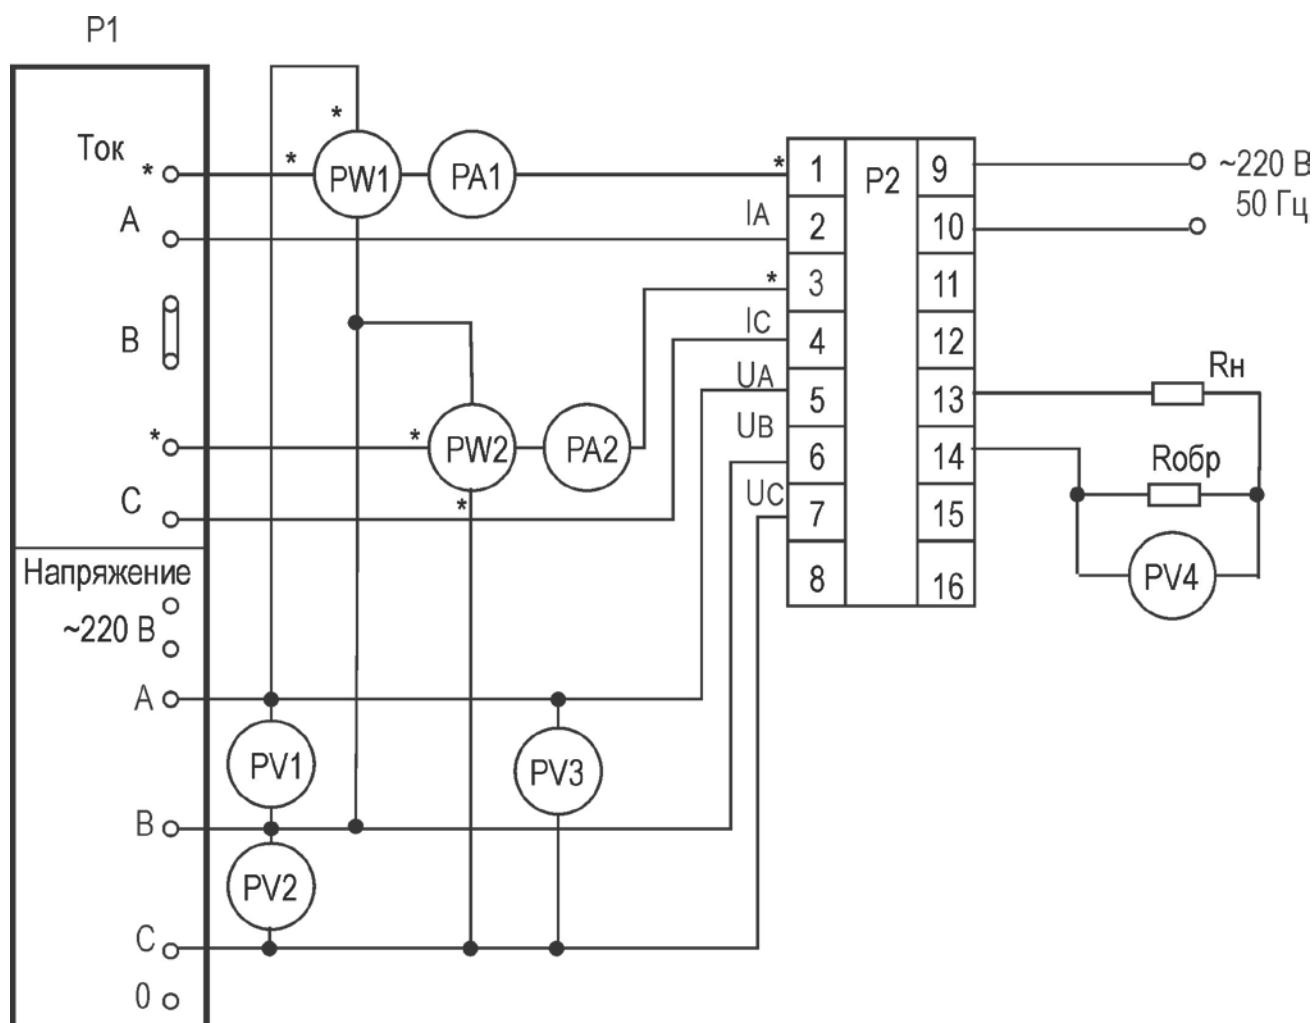 P1
Ток
*
*
*
PW1
PA1
*
1
P2
9
~220 В
50 Гц
A
IA
2
10
*
3
11
B
IC
4
12
UA
5
13
Rн
*
*
PW2
PA2
UB
6
14
Rобр
C
*
UC
7
15
PV4
8
16
Напряжение
~220 В
A
PV1
PV3
B
PV2
C
0